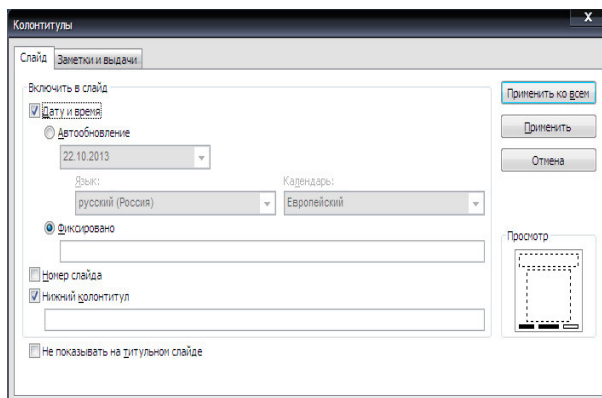 Колонтитулы
X
Слайд
Заметки и выдачи
Включить в слайд
Дату и время
Автообновление
22.10.2013
Язык:
Календарь:
русский (Россия)
Европейский
Фиксировано
Номер слайда
Нижний колонтитул
Не показывать на титульном слайде
Применить ко всем
Применить
Отмена
Просмотр